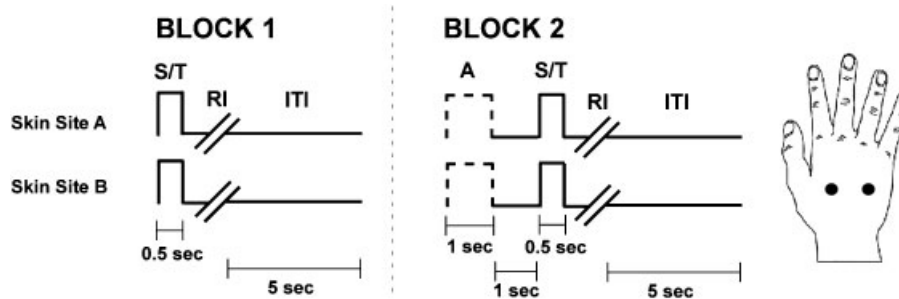 BLOCK 1
BLOCK 2
S/T
RI
ITI
A
S/T
RI
ITI
Skin Site A
Skin Site B
0.5 sec
5 sec
1 sec
0.5 sec
1 sec
5 sec